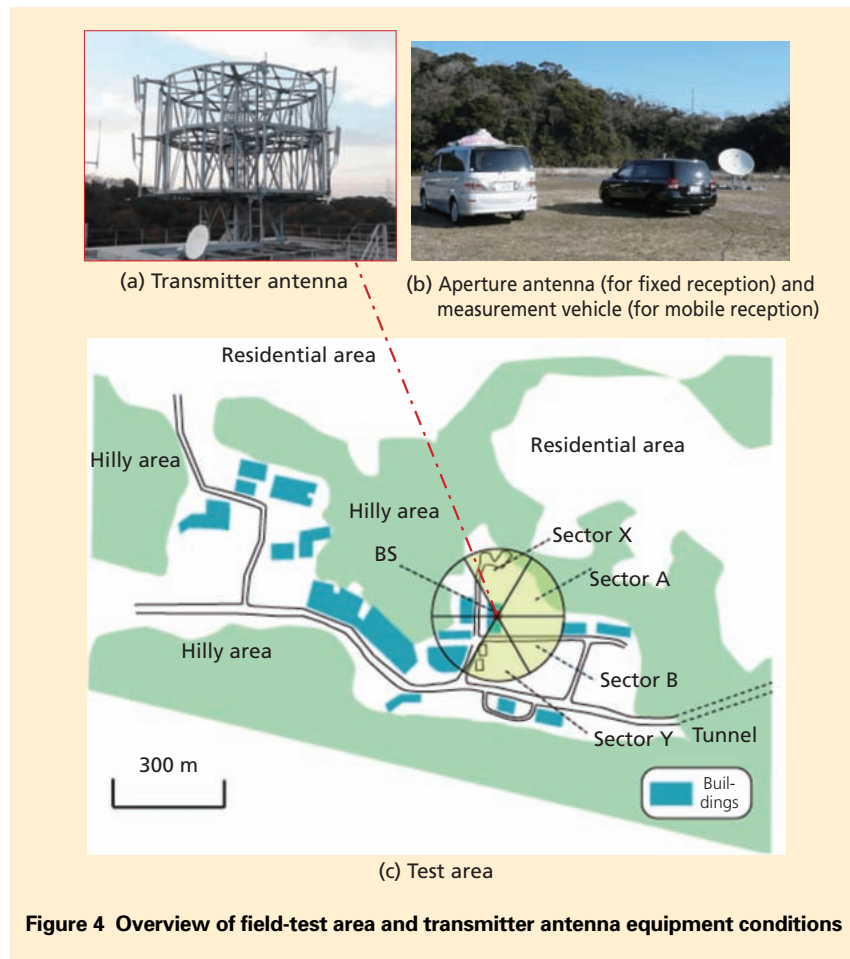 (a) Transmitter antenna
(b) Aperture antenna (for fixed reception) and
measurement vehicle (for mobile reception)
Residential area
Residential area
Hilly area
Hilly area
Sector X
BS
Sector A
Hilly area
Sector B
Sector Y
Tunnel
300 m
Buil-
dings
(c) Test area
Figure 4 Overview of field-test area and transmitter antenna equipment conditions